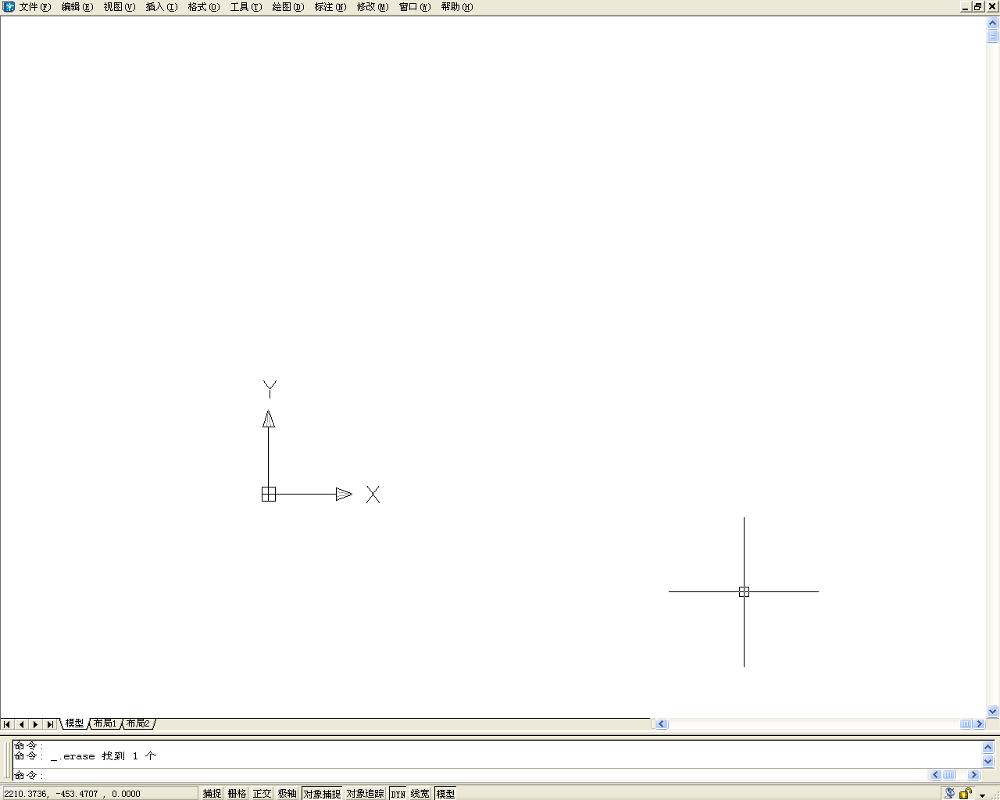 文件(F) 编辑(E) 视图(V) 插入(I) 格式(O) 工具(T) 绘图(D) 标注(N) 修改(M) 窗口(W) 帮助(H)
Y
X
模型 布局1 布局2
命令:
命令: _.erase 找到 1 个
命令:
2210.3736, -453.4707 , 0.0000 捕捉 栅格 正交 极轴 对象捕捉 对象追踪 DYN 线宽 模型